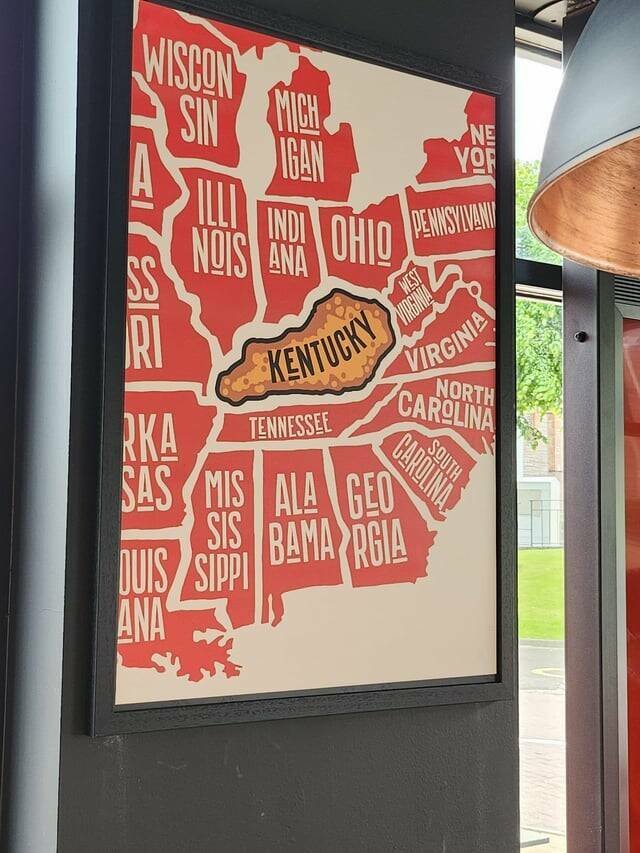 WISCON
SIN
MICH
IGAN
NE
YOR
A
ILLI
NOIS
INDI
ANA
OHIO
PENNSYLVANI
SS
RI
WEST
VIRGINIA
KENTUCKY
VIRGINIA
NORTH
CAROLINA
TENNESSEE
SOUTH
CAROLINA
RKA
SAS
MIS
SIS
SIPPI
ALA
BAMA
GEO
RGIA
OUIS
ANA